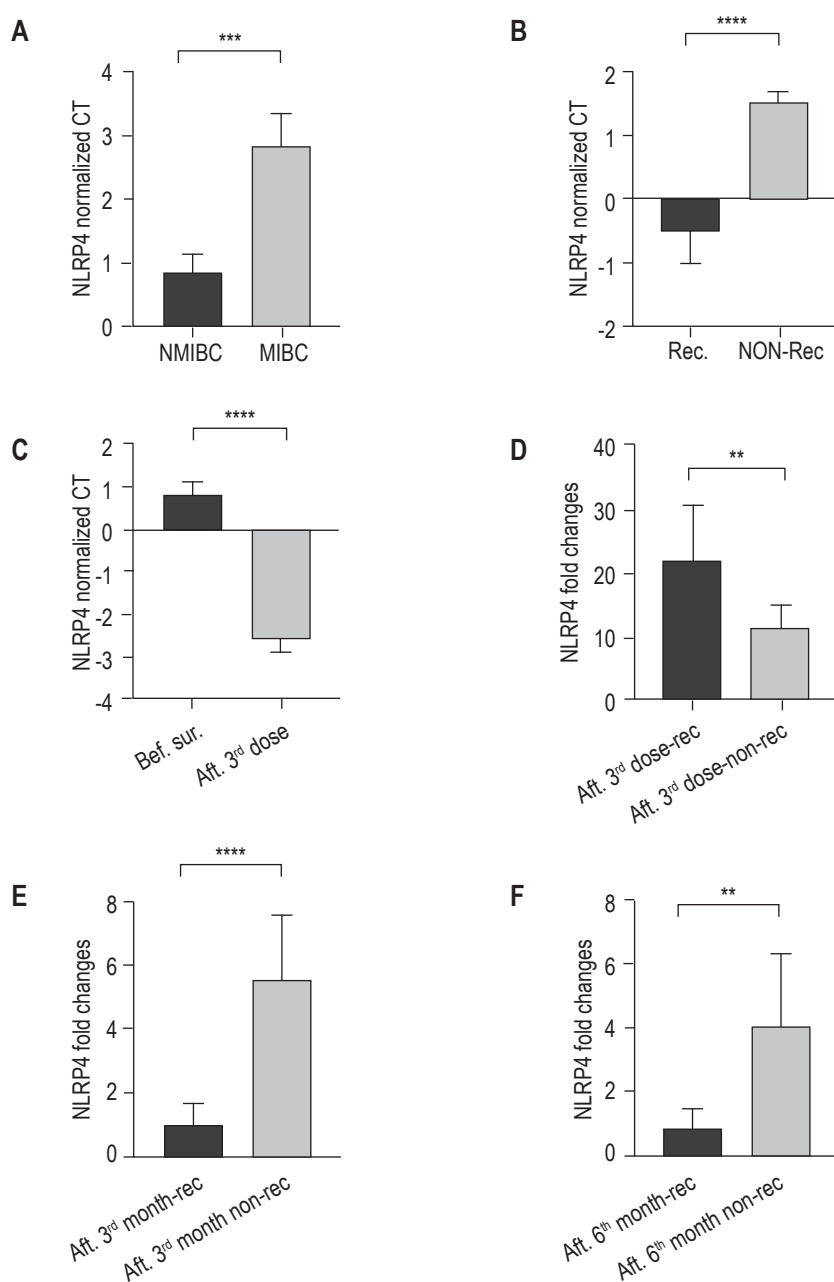 A
***
NLRP4 normalized CT
4
3
2
1
0
NMIBC MIBC
B
****
NLRP4 normalized CT
2
1
0
-1
-2
Rec. NON-Rec
C
****
NLRP4 normalized CT
2
1
0
-1
-2
-3
-4
Bef. sur.
Aft. 3rd dose
D
**
NLRP4 fold changes
40
30
20
10
0
Aft. 3rd dose-rec
Aft. 3rd dose-non-rec
E
****
NLRP4 fold changes
8
6
4
2
0
Aft. 3rd month-rec
Aft. 3rd month non-rec
F
**
NLRP4 fold changes
8
6
4
2
0
Aft. 6th month-rec
Aft. 6th month non-rec